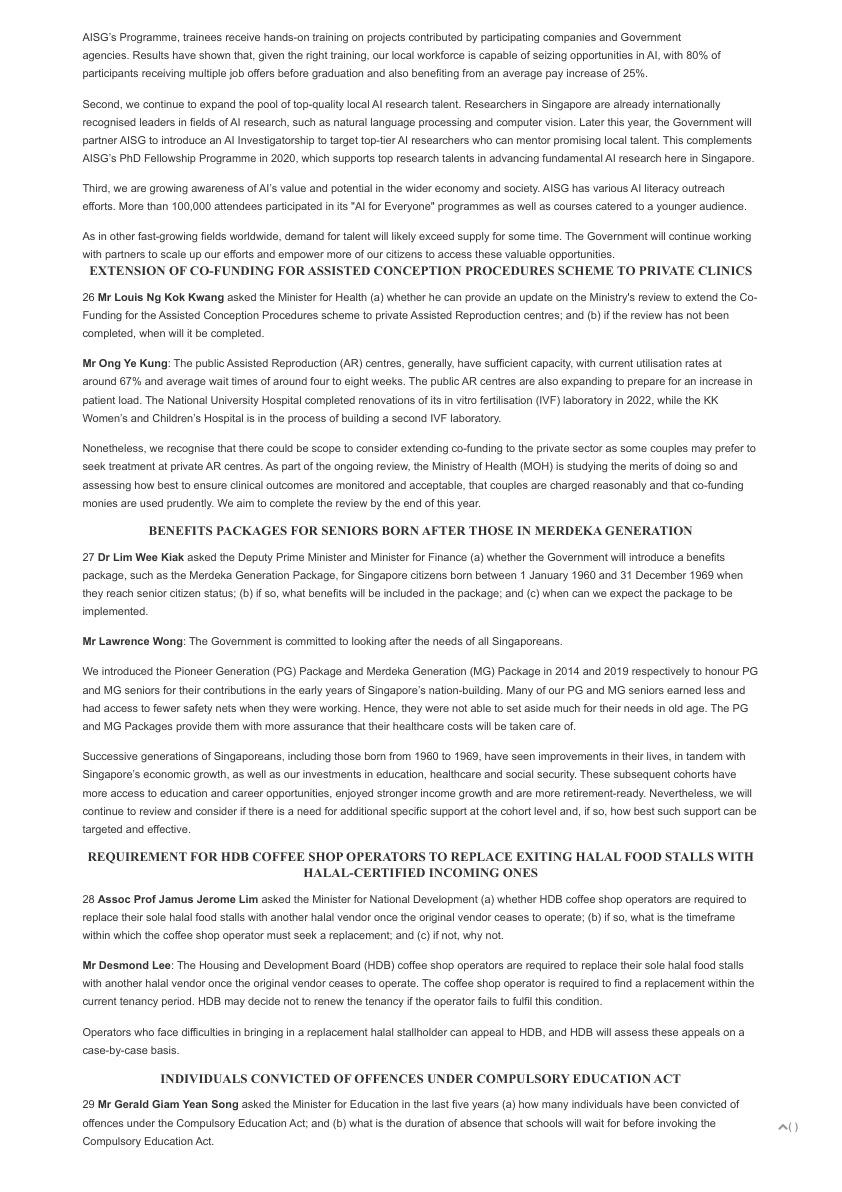 AISG's Programme, trainees receive hands-on training on projects contributed by participating companies and Government
agencies. Results have shown that, given the right training, our local workforce is capable of seizing opportunities in AI, with 80% of
participants receiving multiple job offers before graduation and also benefiting from an average pay increase of 25%.
Second, we continue to expand the pool of top-quality local AI research talent. Researchers in Singapore are already internationally
recognised leaders in fields of AI research, such as natural language processing and computer vision. Later this year, the Government will
partner AISG to introduce an AI Investigatorship to target top-tier AI researchers who can mentor promising local talent. This complements
AISG's PhD Fellowship Programme in 2020, which supports top research talents in advancing fundamental AI research here in Singapore.
Third, we are growing awareness of AI's value and potential in the wider economy and society. AISG has various AI literacy outreach
efforts. More than 100,000 attendees participated in its "AI for Everyone" programmes as well as courses catered to a younger audience.
As in other fast-growing fields worldwide, demand for talent will likely exceed supply for some time. The Government will continue working
with partners to scale up our efforts and empower more of our citizens to access these valuable opportunities.
EXTENSION OF CO-FUNDING FOR ASSISTED CONCEPTION PROCEDURES SCHEME TO PRIVATE CLINICS
26 Mr Louis Ng Kok Kwang asked the Minister for Health (a) whether he can provide an update on the Ministry's review to extend the Co-
Funding for the Assisted Conception Procedures scheme to private Assisted Reproduction centres; and (b) if the review has not been
completed, when will it be completed.
Mr Ong Ye Kung: The public Assisted Reproduction (AR) centres, generally, have sufficient capacity, with current utilisation rates at
around 67% and average wait times of around four to eight weeks. The public AR centres are also expanding to prepare for an increase in
patient load. The National University Hospital completed renovations of its in vitro fertilisation (IVF) laboratory in 2022, while the KK
Women's and Children's Hospital is in the process of building a second IVF laboratory.
Nonetheless, we recognise that there could be scope to consider extending co-funding to the private sector as some couples may prefer to
seek treatment at private AR centres. As part of the ongoing review, the Ministry of Health (MOH) is studying the merits of doing so and
assessing how best to ensure clinical outcomes are monitored and acceptable, that couples are charged reasonably and that co-funding
monies are used prudently. We aim to complete the review by the end of this year.
BENEFITS PACKAGES FOR SENIORS BORN AFTER THOSE IN MERDEKA GENERATION
27 Dr Lim Wee Kiak asked the Deputy Prime Minister and Minister for Finance (a) whether the Government will introduce a benefits
package, such as the Merdeka Generation Package, for Singapore citizens born between 1 January 1960 and 31 December 1969 when
they reach senior citizen status; (b) if so, what benefits will be included in the package; and (c) when can we expect the package to be
implemented.
Mr Lawrence Wong: The Government is committed to looking after the needs of all Singaporeans.
We introduced the Pioneer Generation (PG) Package and Merdeka Generation (MG) Package in 2014 and 2019 respectively to honour PG
and MG seniors for their contributions in the early years of Singapore's nation-building. Many of our PG and MG seniors earned less and
had access to fewer safety nets when they were working. Hence, they were not able to set aside much for their needs in old age. The PG
and MG Packages provide them with more assurance that their healthcare costs will be taken care of.
Successive generations of Singaporeans, including those born from 1960 to 1969, have seen improvements in their lives, in tandem with
Singapore's economic growth, as well as our investments in education, healthcare and social security. These subsequent cohorts have
more access to education and career opportunities, enjoyed stronger income growth and are more retirement-ready. Nevertheless, we will
continue to review and consider if there is a need for additional specific support at the cohort level and, if so, how best such support can be
targeted and effective.
REQUIREMENT FOR HDB COFFEE SHOP OPERATORS TO REPLACE EXITING HALAL FOOD STALLS WITH
HALAL-CERTIFIED INCOMING ONES
28 Assoc Prof Jamus Jerome Lim asked the Minister for National Development (a) whether HDB coffee shop operators are required to
replace their sole halal food stalls with another halal vendor once the original vendor ceases to operate; (b) if so, what is the timeframe
within which the coffee shop operator must seek a replacement; and (c) if not, why not.
Mr Desmond Lee: The Housing and Development Board (HDB) coffee shop operators are required to replace their sole halal food stalls
with another halal vendor once the original vendor ceases to operate. The coffee shop operator is required to find a replacement within the
current tenancy period. HDB may decide not to renew the tenancy if the operator fails to fulfil this condition.
Operators who face difficulties in bringing in a replacement halal stallholder can appeal to HDB, and HDB will assess these appeals on a
case-by-case basis.
INDIVIDUALS CONVICTED OF OFFENCES UNDER COMPULSORY EDUCATION ACT
29 Mr Gerald Giam Yean Song asked the Minister for Education in the last five years (a) how many individuals have been convicted of
offences under the Compulsory Education Act; and (b) what is the duration of absence that schools will wait for before invoking the
Compulsory Education Act.
( )